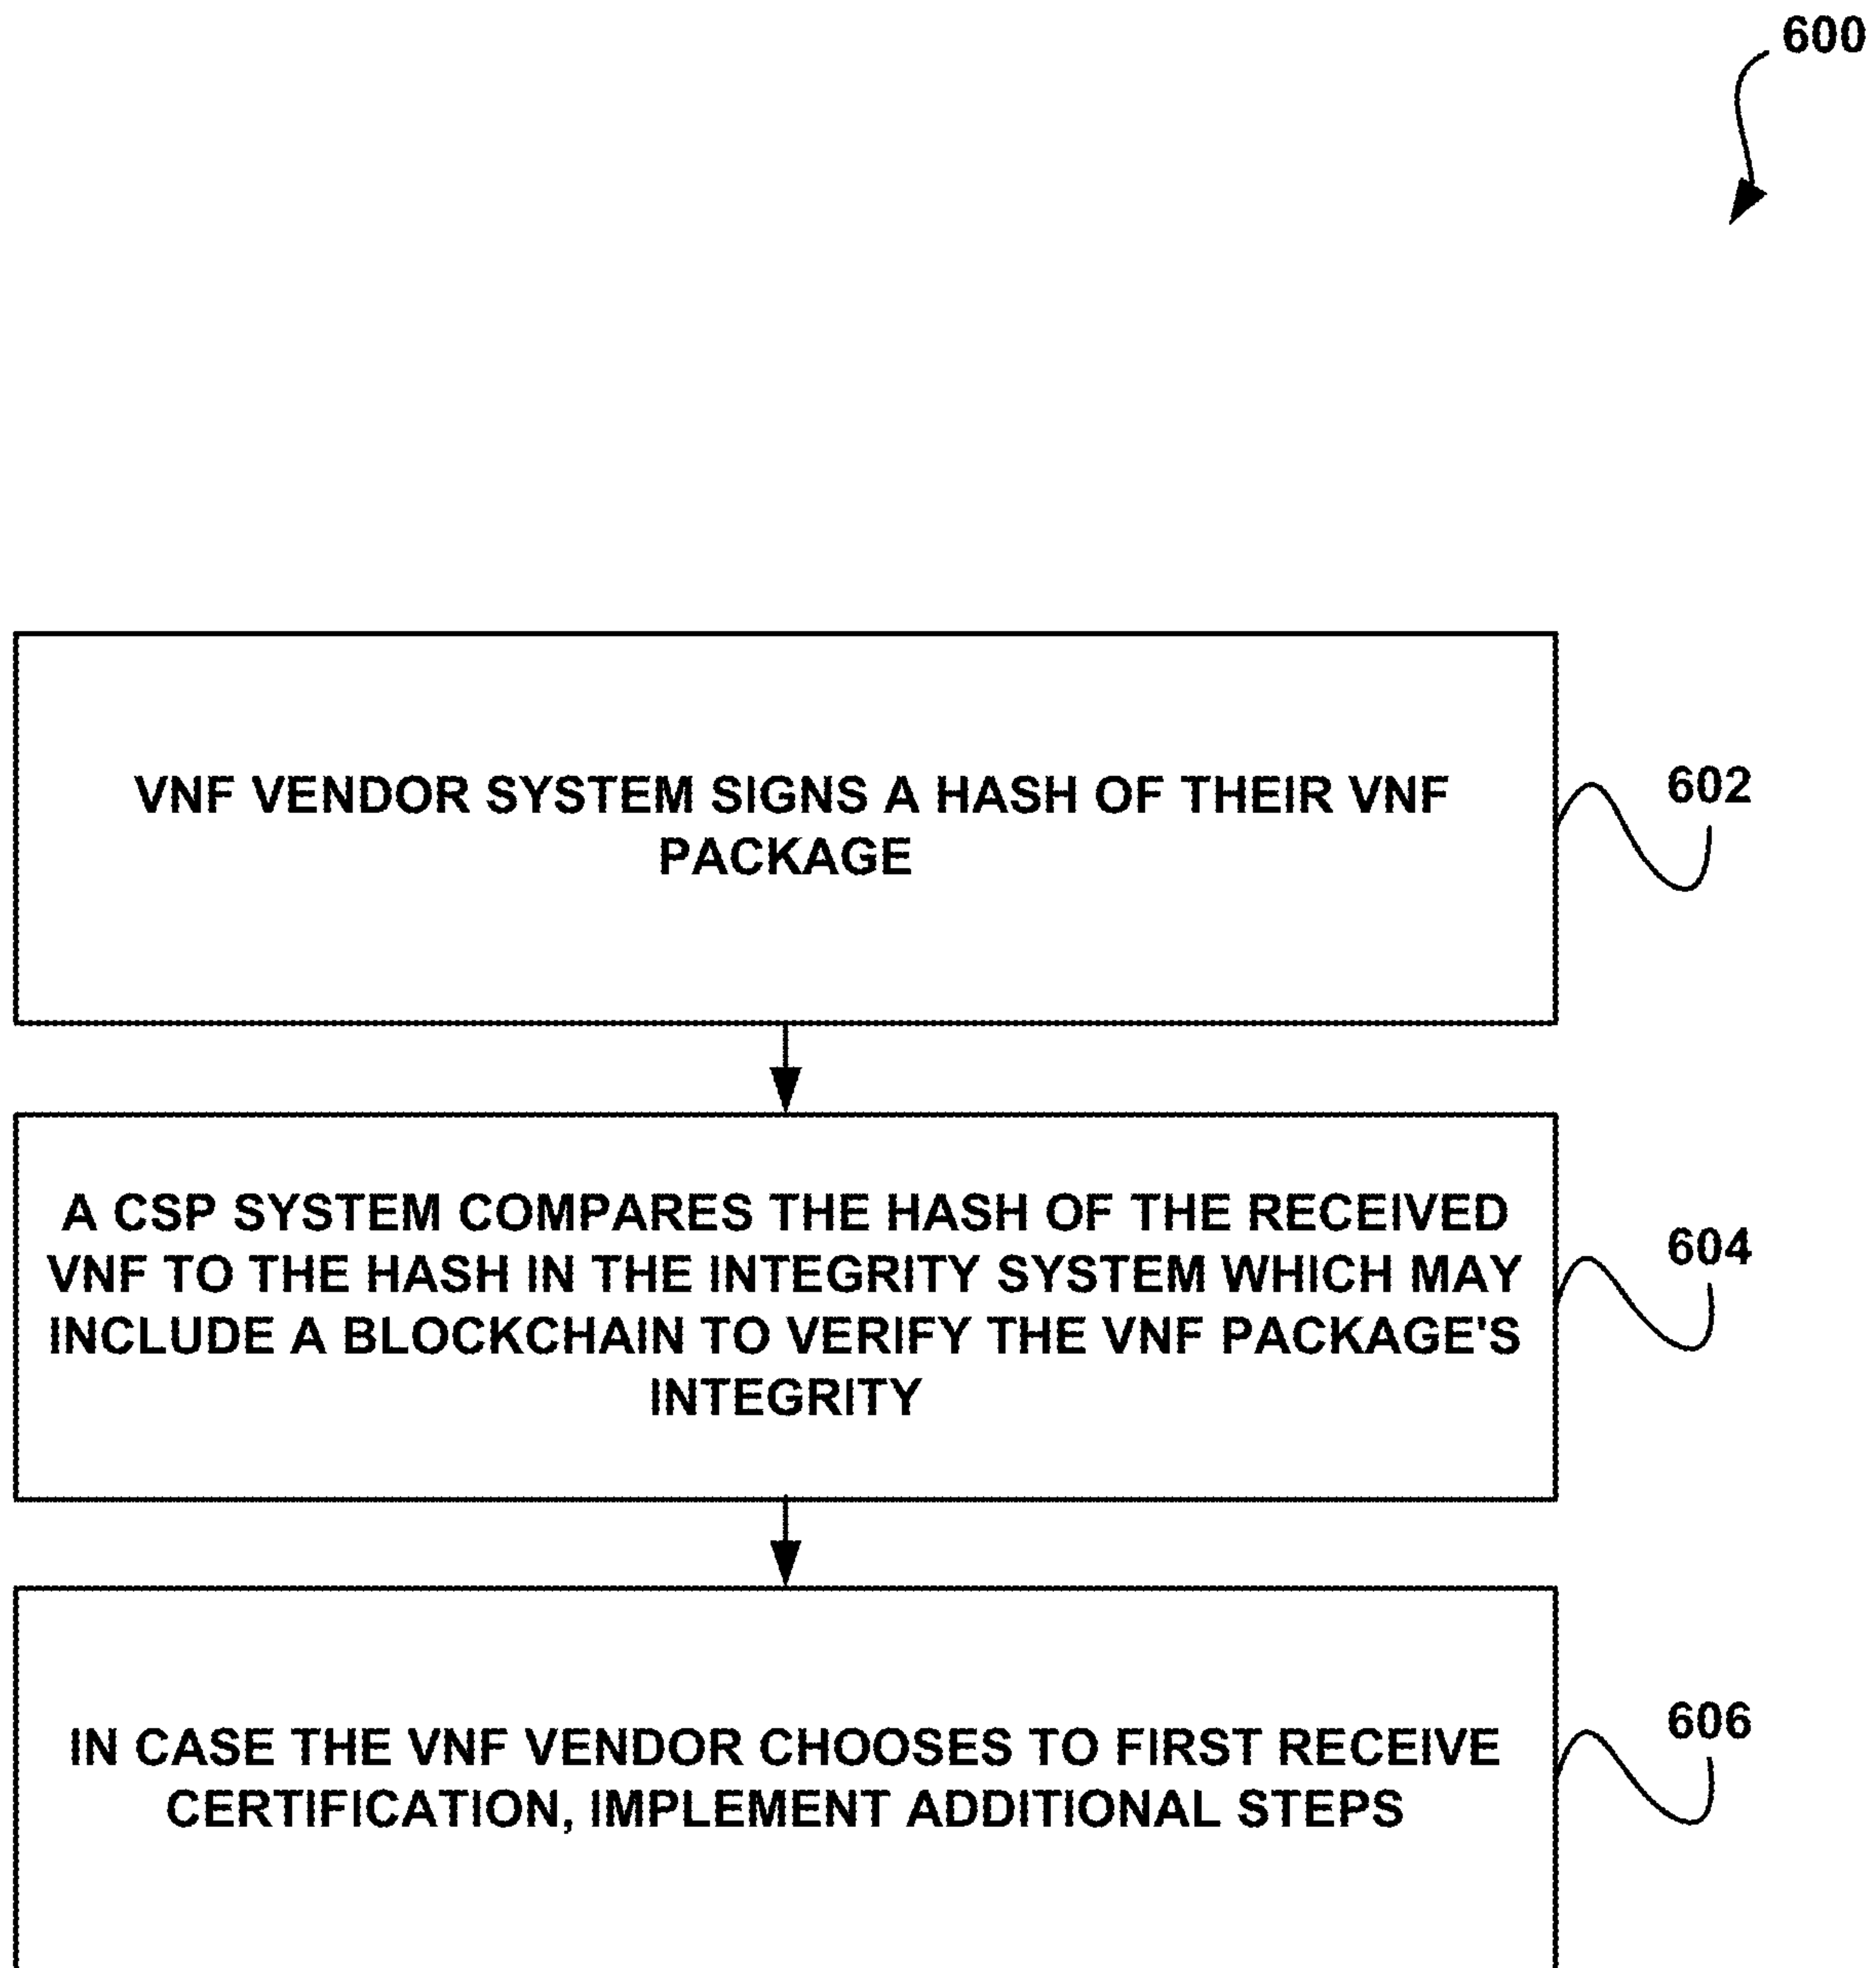 600
VNF VENDOR SYSTEM SIGNS A HASH OF THEIR VNF
PACKAGE
602
A CSP SYSTEM COMPARES THE HASH OF THE RECEIVED
VNF TO THE HASH IN THE INTEGRITY SYSTEM WHICH MAY
INCLUDE A BLOCKCHAIN TO VERIFY THE VNF PACKAGE'S
INTEGRITY
604
IN CASE THE VNF VENDOR CHOOSES TO FIRST RECEIVE
CERTIFICATION, IMPLEMENT ADDITIONAL STEPS
606